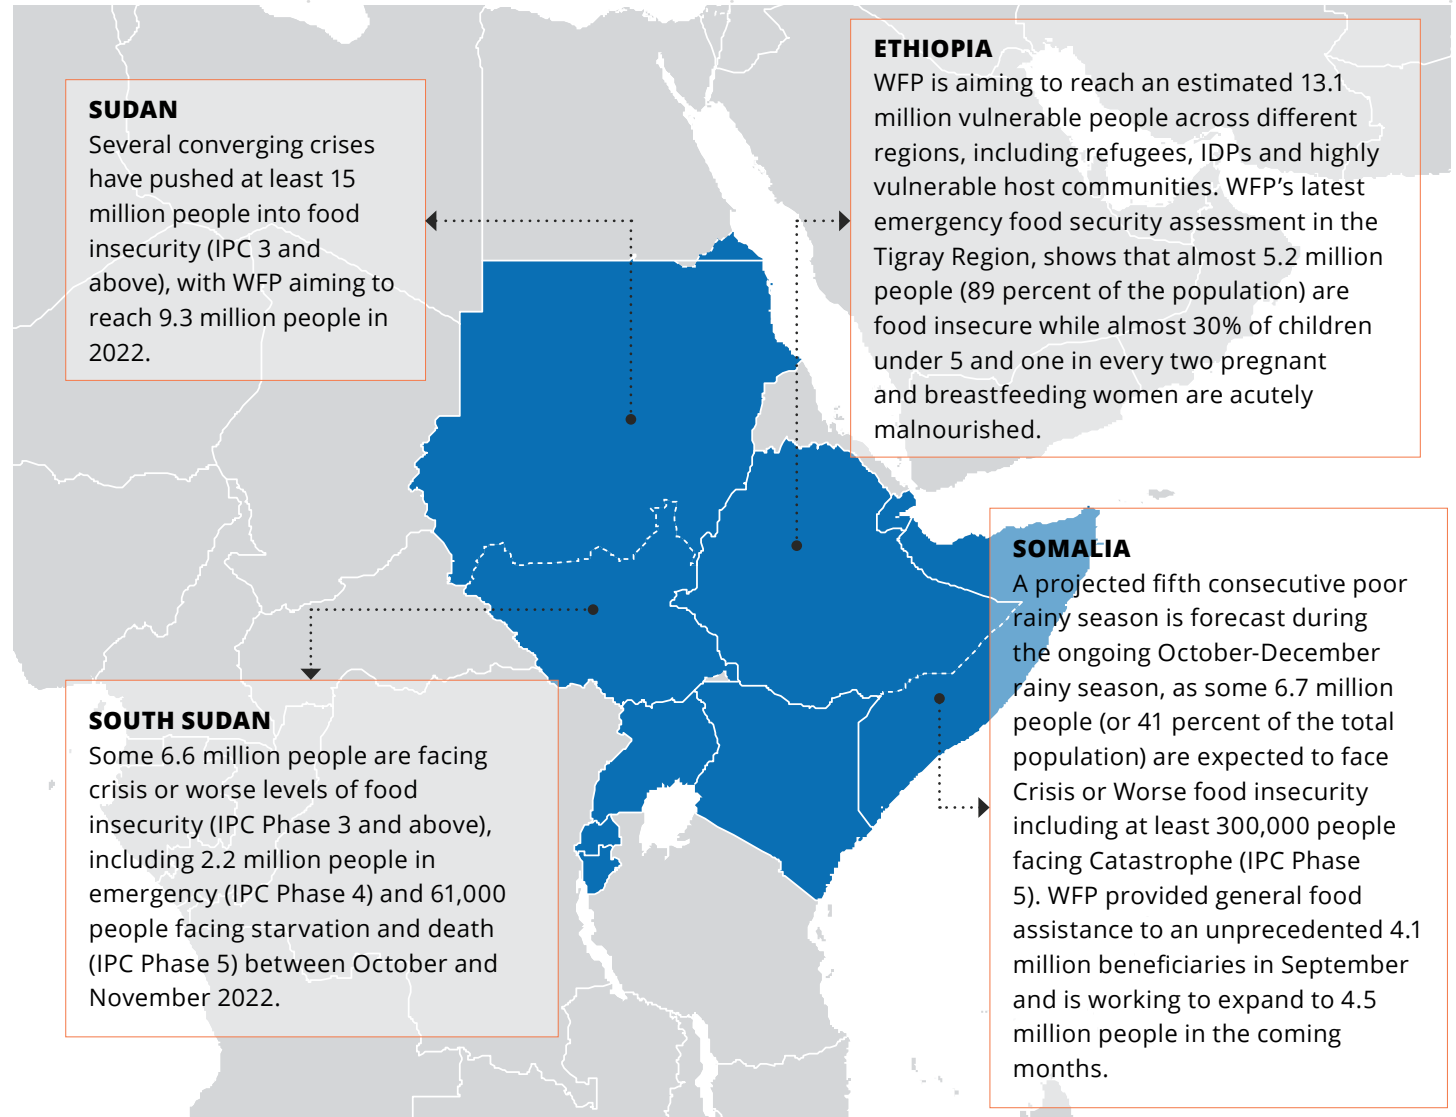 SUDAN
Several converging crises
have pushed at least 15
million people into food
insecurity (IPC 3 and
above), with WFP aiming to
reach 9.3 million people in
2022.
ETHIOPIA
WFP is aiming to reach an estimated 13.1
million vulnerable people across different
regions, including refugees, IDPs and highly
vulnerable host communities. WFP’s latest
emergency food security assessment in the
Tigray Region, shows that almost 5.2 million
people (89 percent of the population) are
food insecure while almost 30% of children
under 5 and one in every two pregnant
and breastfeeding women are acutely
malnourished.
SOUTH SUDAN
Some 6.6 million people are facing
crisis or worse levels of food
insecurity (IPC Phase 3 and above),
including 2.2 million people in
emergency (IPC Phase 4) and 61,000
people facing starvation and death
(IPC Phase 5) between October and
November 2022.
SOMALIA
A projected fifth consecutive poor
rainy season is forecast during
the ongoing October-December
rainy season, as some 6.7 million
people (or 41 percent of the total
population) are expected to face
Crisis or Worse food insecurity
including at least 300,000 people
facing Catastrophe (IPC Phase
5). WFP provided general food
assistance to an unprecedented 4.1
million beneficiaries in September
and is working to expand to 4.5
million people in the coming
months.